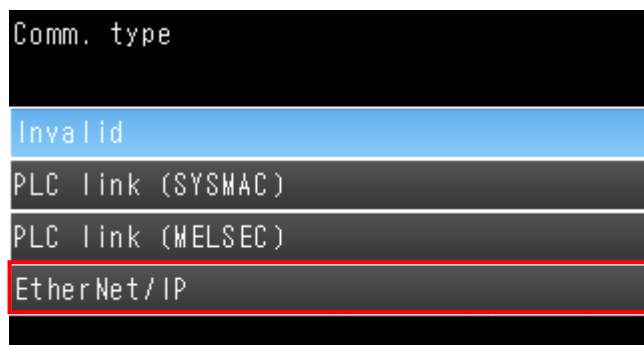 Comm. type
Invalid
PLC link (SYSMAC)
PLC link (MELSEC)
EtherNet/IP